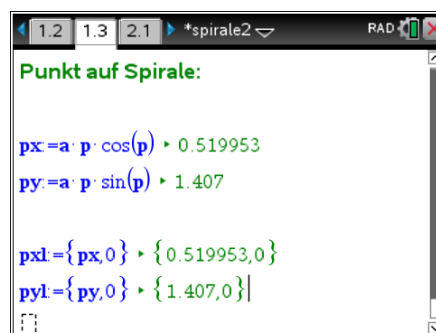 1.2 1.3 2.1 *spirale2 RAD
Punkt auf Spirale:
px:=a·p·cos(p) ▸ 0.519953
py:=a·p·sin(p) ▸ 1.407
pxl:={px,0} ▸ {0.519953,0}
pyl:={py,0} ▸ {1.407,0}